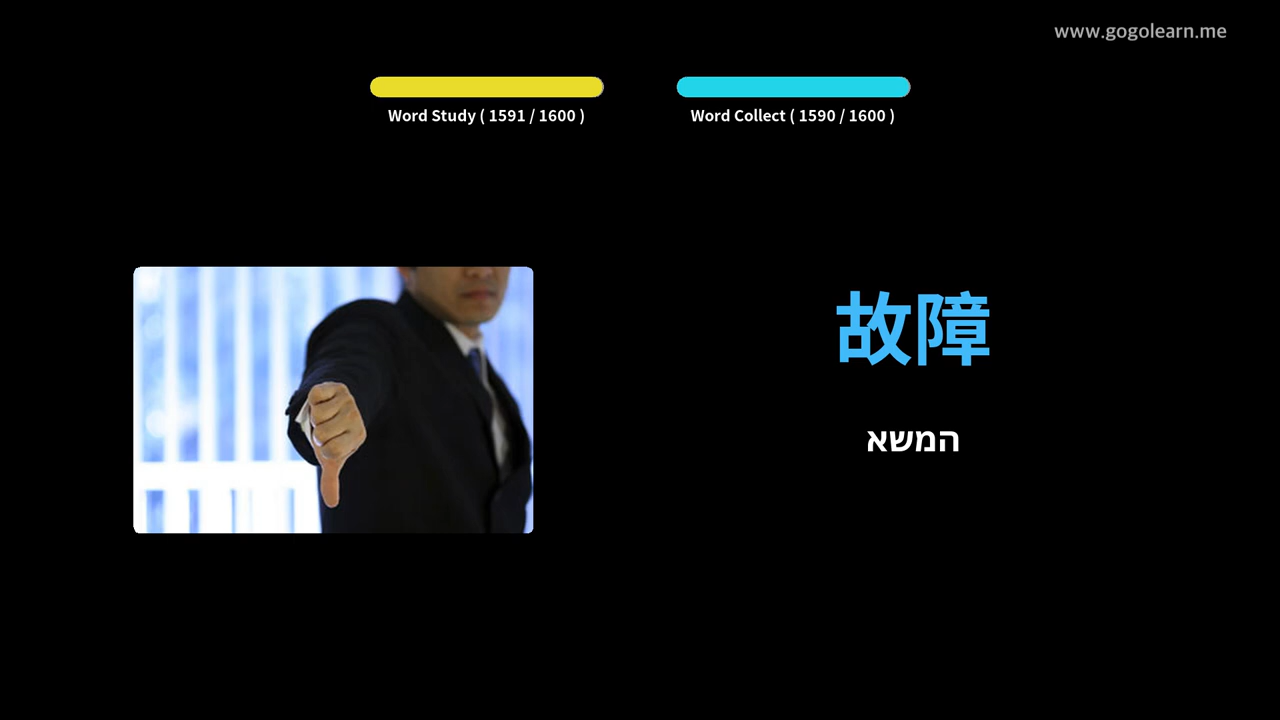 www.gogolearn.me
Word Study ( 1591 / 1600 )
Word Collect ( 1590 / 1600 )
故障
המשא